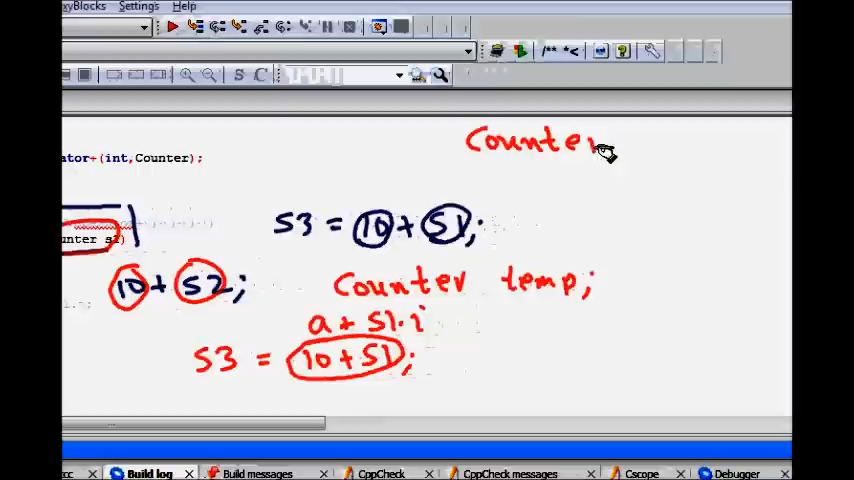 xyBlocks Settings Help
/** *<
S C
Counter
ator+(int,Counter);
S3 = 10 + S1;
unter s1)
10 + S2;
Counter temp;
a + S1.i
S3 = 10 + S1;
cc Build log Build messages CppCheck CppCheck messages Cscope Debugger